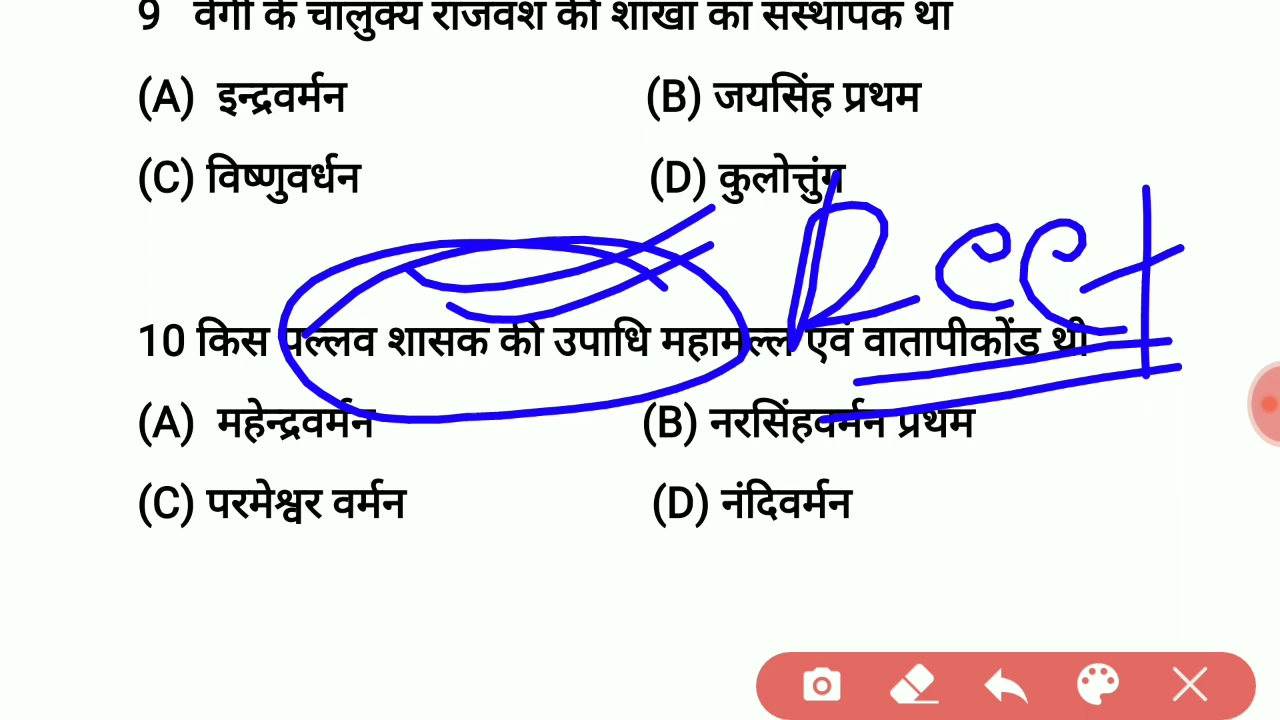 9 वेंगी के चालुक्य राजवंश की शाखा का संस्थापक था
(A) इन्द्रवर्मन (B) जयसिंह प्रथम
(C) विष्णुवर्धन (D) कुलोत्तुंग
10 किस पल्लव शासक की उपाधि महामल्ल एवं वातापीकोंड थी
(A) महेन्द्रवर्मन (B) नरसिंहवर्मन प्रथम
(C) परमेश्वर वर्मन (D) नंदिवर्मन